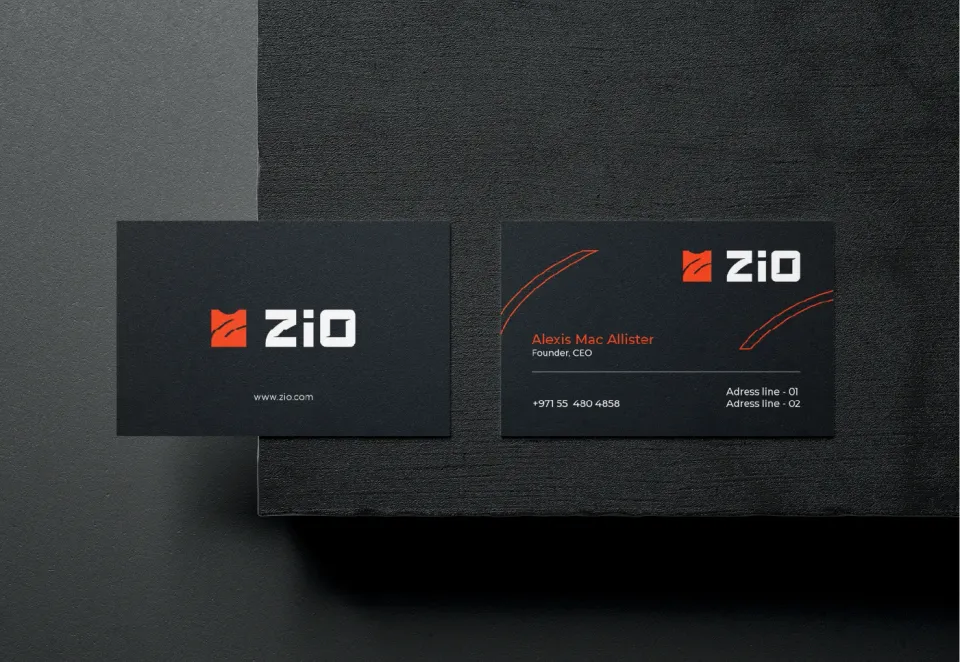 ZiO
www.zio.com
ZiO
Alexis Mac Allister
Founder, CEO
+971 55 480 4858
Adress line - 01
Adress line - 02